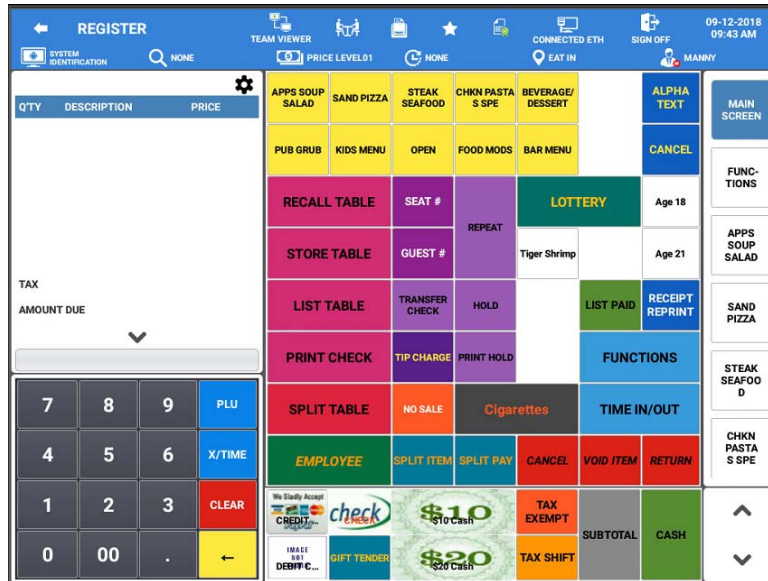 REGISTER
TEAM VIEWER
CONNECTED ETH
SIGN OFF
09-12-2018
09:43 AM
SYSTEM
IDENTIFICATION
NONE
PRICE LEVEL01
NONE
EAT IN
MANNY
Q'TY DESCRIPTION PRICE
TAX
AMOUNT DUE
7 8 9 PLU
4 5 6 X/TIME
1 2 3 CLEAR
0 00 . ←
APPS SOUP
SALAD
SAND PIZZA
STEAK
SEAFOOD
CHKN PASTA
S SPE
BEVERAGE/
DESSERT
ALPHA
TEXT
PUB GRUB
KIDS MENU
OPEN
FOOD MODS
BAR MENU
CANCEL
RECALL TABLE
SEAT #
REPEAT
LOTTERY
Age 18
STORE TABLE
GUEST #
Tiger Shrimp
Age 21
LIST TABLE
TRANSFER
CHECK
HOLD
LIST PAID
RECEIPT
REPRINT
PRINT CHECK
TIP CHARGE
PRINT HOLD
FUNCTIONS
SPLIT TABLE
NO SALE
Cigarettes
TIME IN/OUT
EMPLOYEE
SPLIT ITEM
SPLIT PAY
CANCEL
VOID ITEM
RETURN
We Gladly Accept
CREDIT...
check
CHECK
$10
$10 Cash
TAX
EXEMPT
SUBTOTAL
CASH
IMAGE
NOT
DEBIT C...
GIFT TENDER
$20
$20 Cash
TAX SHIFT
MAIN
SCREEN
FUNC-
TIONS
APPS
SOUP
SALAD
SAND
PIZZA
STEAK
SEAFOO
D
CHKN
PASTA
S SPE